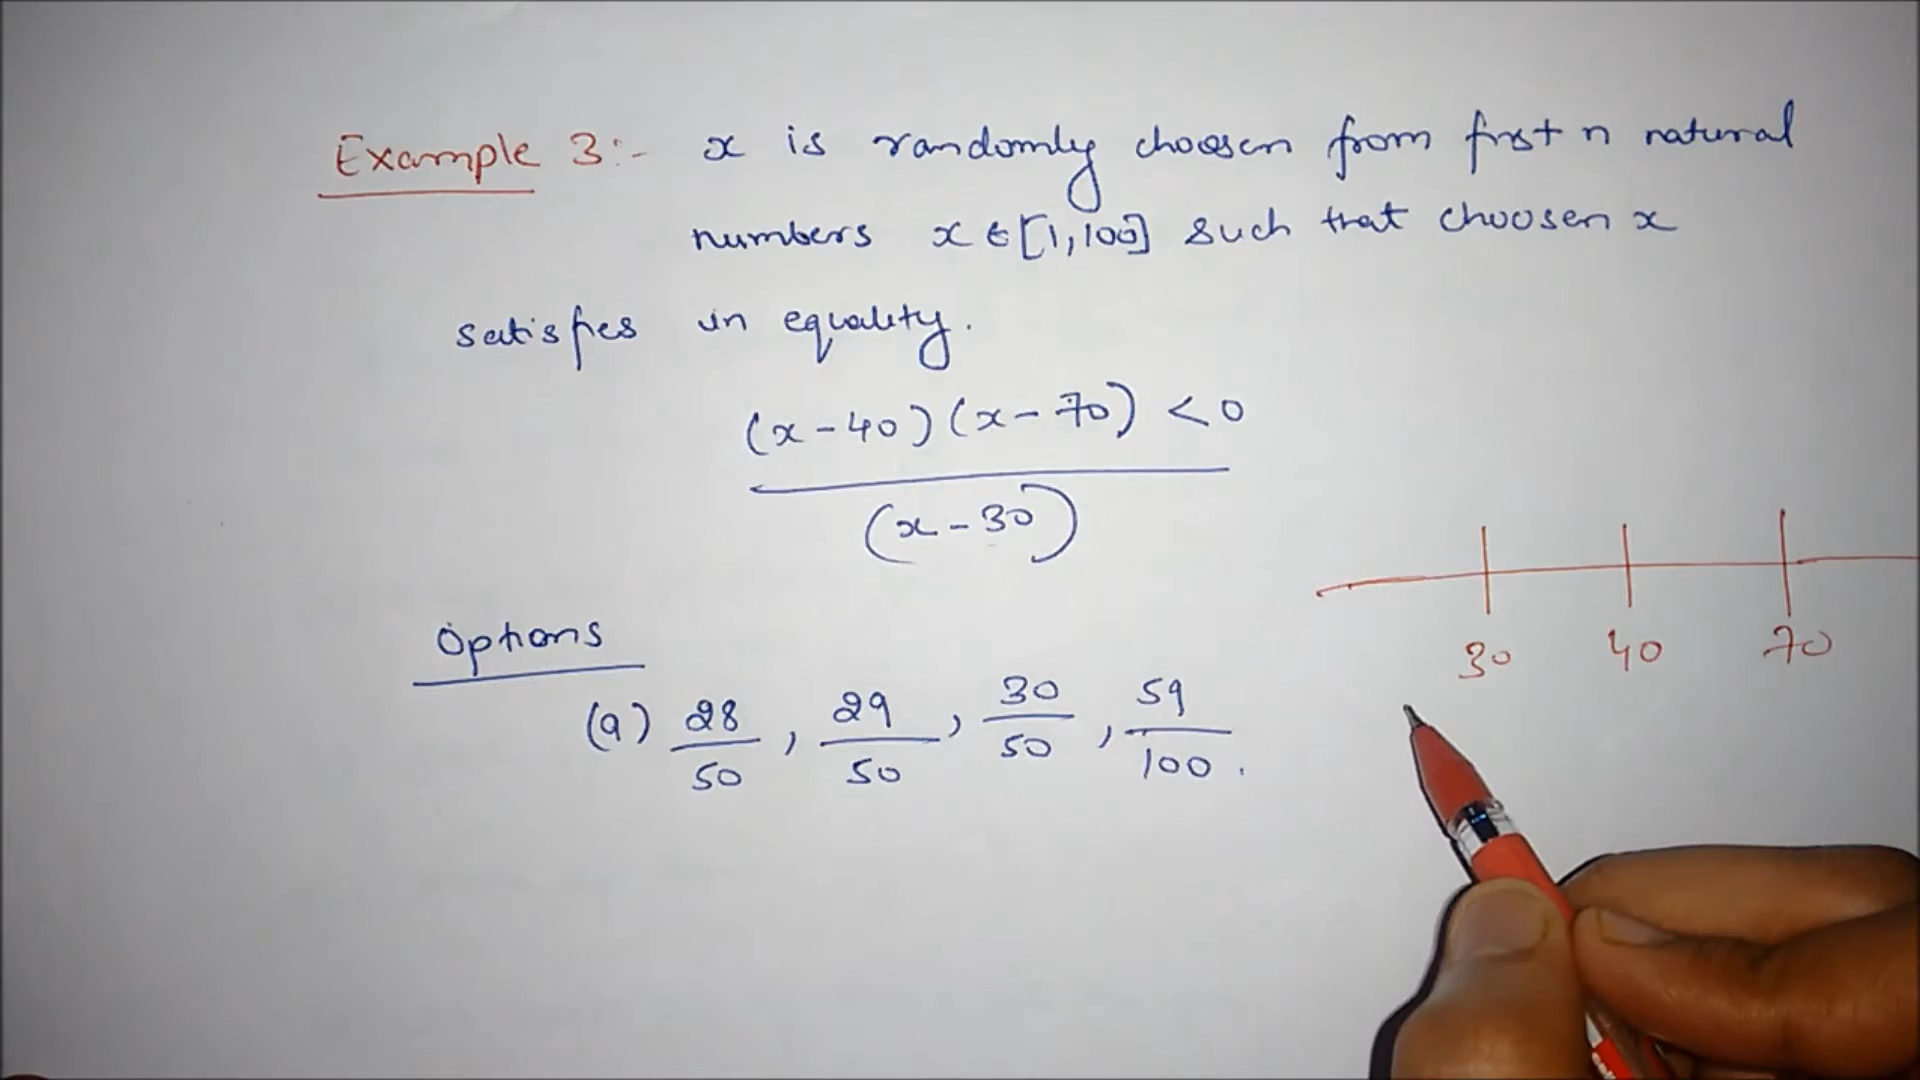 Example 3:- x is randomly choosen from first n natural
numbers x ∈ [1,100] such that choosen x
satisfies in equality.
(x-40)(x-70) < 0
(x-30)
30 40 70
Options
(a) 28/50 , 29/50 , 30/50 , 59/100 .